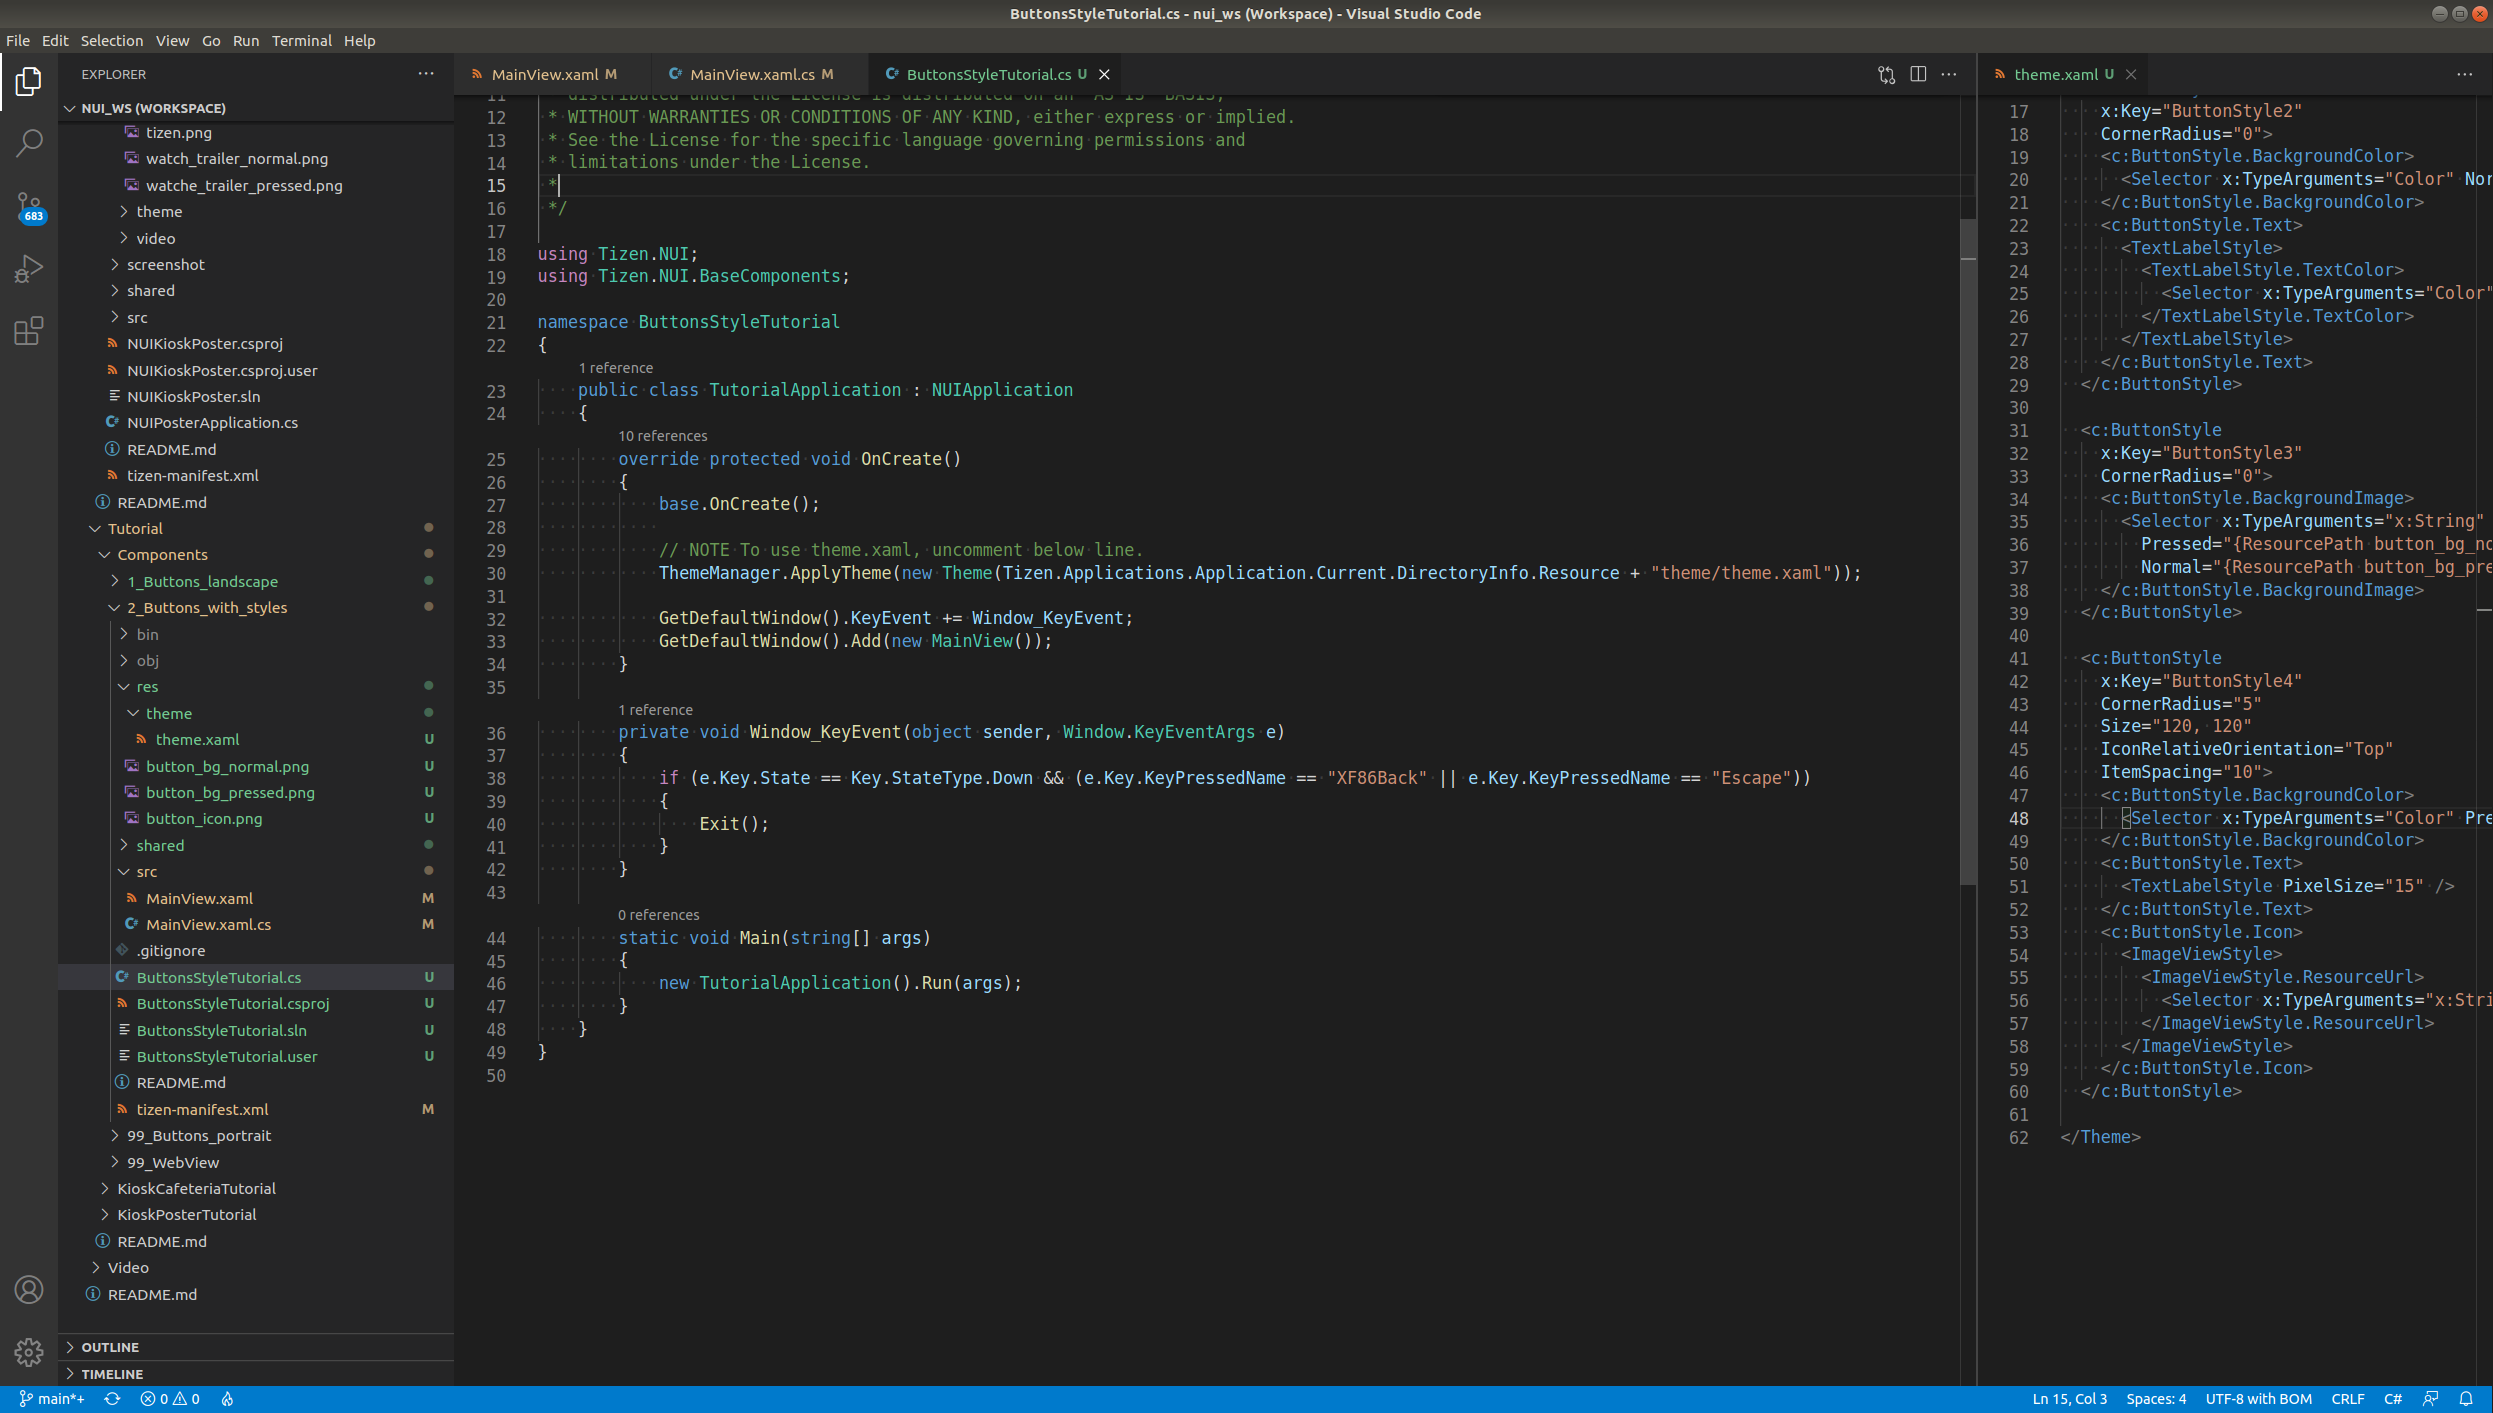 ButtonsStyleTutorial.cs - nui_ws (Workspace) - Visual Studio Code
File Edit Selection View Go Run Terminal Help
EXPLORER
NUI_WS (WORKSPACE)
tizen.png
watch_trailer_normal.png
watche_trailer_pressed.png
theme
video
screenshot
shared
src
NUIKioskPoster.csproj
NUIKioskPoster.csproj.user
NUIKioskPoster.sln
NUIPosterApplication.cs
README.md
tizen-manifest.xml
README.md
Tutorial
Components
1_Buttons_landscape
2_Buttons_with_styles
bin
obj
res
theme
theme.xaml U
button_bg_normal.png U
button_bg_pressed.png U
button_icon.png U
shared
src
MainView.xaml M
MainView.xaml.cs M
.gitignore
ButtonsStyleTutorial.cs U
ButtonsStyleTutorial.csproj U
ButtonsStyleTutorial.sln U
ButtonsStyleTutorial.user U
README.md
tizen-manifest.xml M
99_Buttons_portrait
99_WebView
KioskCafeteriaTutorial
KioskPosterTutorial
README.md
Video
README.md
OUTLINE
TIMELINE
683
MainView.xaml M MainView.xaml.cs M ButtonsStyleTutorial.cs U
11 distributed under the License is distributed on an "AS IS" BASIS,
12 * WITHOUT WARRANTIES OR CONDITIONS OF ANY KIND, either express or implied.
13 * See the License for the specific language governing permissions and
14 * limitations under the License.
15 *
16 */
17
18 using Tizen.NUI;
19 using Tizen.NUI.BaseComponents;
20
21 namespace ButtonsStyleTutorial
22 {
1 reference
23 public class TutorialApplication : NUIApplication
24 {
10 references
25 override protected void OnCreate()
26 {
27 base.OnCreate();
28
29 // NOTE To use theme.xaml, uncomment below line.
30 ThemeManager.ApplyTheme(new Theme(Tizen.Applications.Application.Current.DirectoryInfo.Resource + "theme/theme.xaml"));
31
32 GetDefaultWindow().KeyEvent += Window_KeyEvent;
33 GetDefaultWindow().Add(new MainView());
34 }
35
1 reference
36 private void Window_KeyEvent(object sender, Window.KeyEventArgs e)
37 {
38 if (e.Key.State == Key.StateType.Down && (e.Key.KeyPressedName == "XF86Back" || e.Key.KeyPressedName == "Escape"))
39 {
40 Exit();
41 }
42 }
43
0 references
44 static void Main(string[] args)
45 {
46 new TutorialApplication().Run(args);
47 }
48 }
49 }
50
theme.xaml U
17 x:Key="ButtonStyle2"
18 CornerRadius="0">
19 <c:ButtonStyle.BackgroundColor>
20 <Selector x:TypeArguments="Color" Nor
21 </c:ButtonStyle.BackgroundColor>
22 <c:ButtonStyle.Text>
23 <TextLabelStyle>
24 <TextLabelStyle.TextColor>
25 <Selector x:TypeArguments="Color"
26 </TextLabelStyle.TextColor>
27 </TextLabelStyle>
28 </c:ButtonStyle.Text>
29 </c:ButtonStyle>
30
31 <c:ButtonStyle
32 x:Key="ButtonStyle3"
33 CornerRadius="0">
34 <c:ButtonStyle.BackgroundImage>
35 <Selector x:TypeArguments="x:String"
36 Pressed="{ResourcePath button_bg_no
37 Normal="{ResourcePath button_bg_pre
38 </c:ButtonStyle.BackgroundImage>
39 </c:ButtonStyle>
40
41 <c:ButtonStyle
42 x:Key="ButtonStyle4"
43 CornerRadius="5"
44 Size="120, 120"
45 IconRelativeOrientation="Top"
46 ItemSpacing="10">
47 <c:ButtonStyle.BackgroundColor>
48 <Selector x:TypeArguments="Color" Pre
49 </c:ButtonStyle.BackgroundColor>
50 <c:ButtonStyle.Text>
51 <TextLabelStyle PixelSize="15" />
52 </c:ButtonStyle.Text>
53 <c:ButtonStyle.Icon>
54 <ImageViewStyle>
55 <ImageViewStyle.ResourceUrl>
56 <Selector x:TypeArguments="x:Stri
57 </ImageViewStyle.ResourceUrl>
58 </ImageViewStyle>
59 </c:ButtonStyle.Icon>
60 </c:ButtonStyle>
61
62 </Theme>
main*+ 0 0 Ln 15, Col 3 Spaces: 4 UTF-8 with BOM CRLF C#